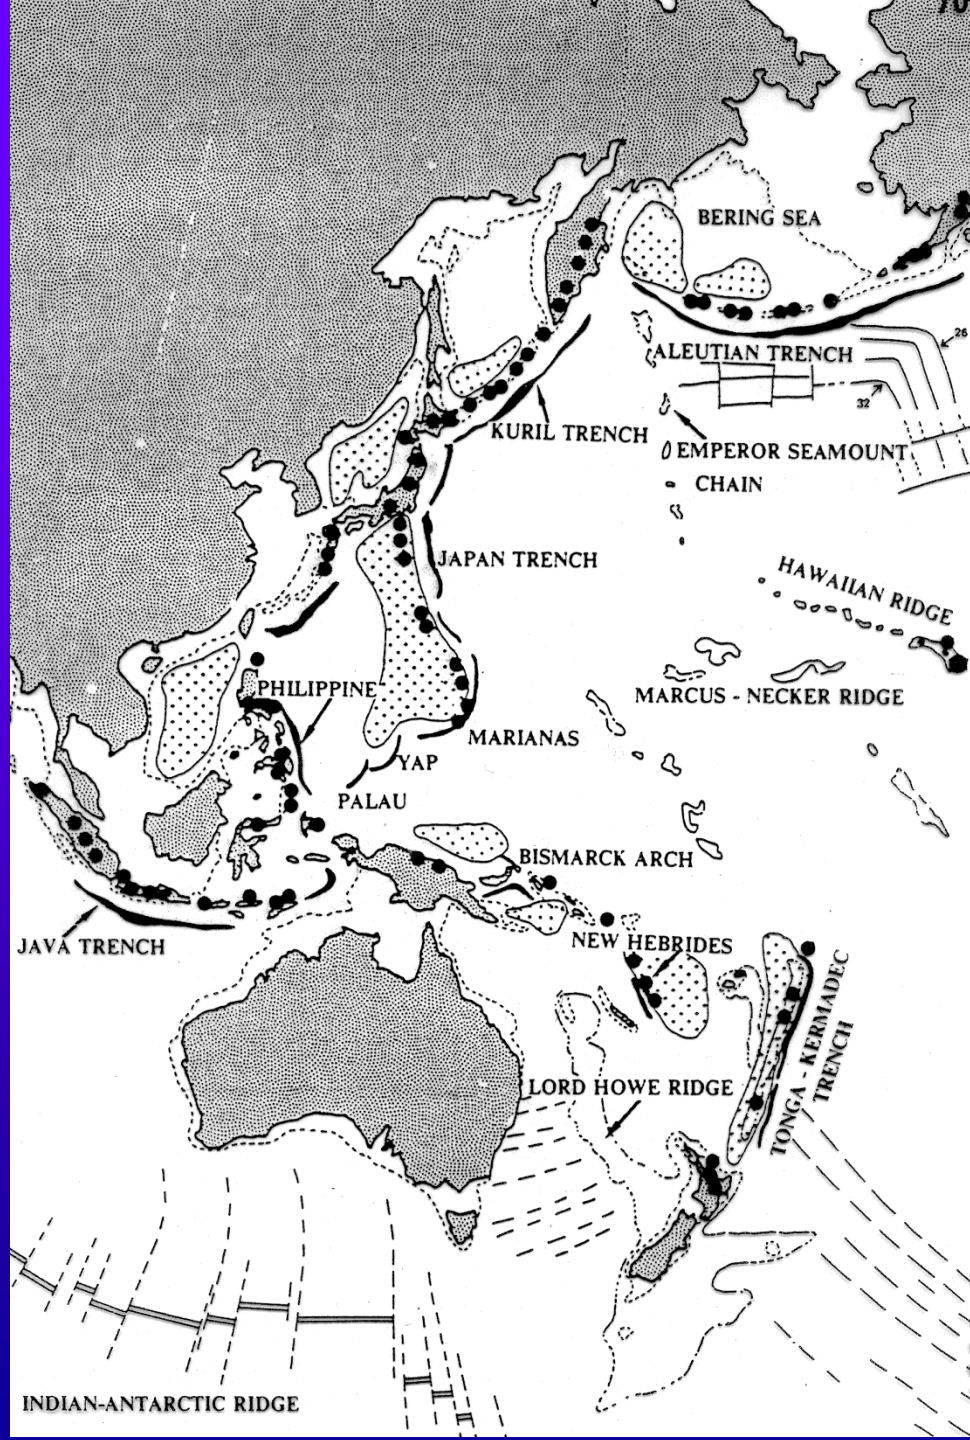 BERING SEA
26
ALEUTIAN TRENCH
32
KURIL TRENCH
EMPEROR SEAMOUNT
CHAIN
JAPAN TRENCH
HAWAIIAN RIDGE
PHILIPPINE
MARCUS - NECKER RIDGE
MARIANAS
YAP
PALAU
BISMARCK ARCH
JAVA TRENCH
NEW HEBRIDES
TONGA - KERMADEC
TRENCH
LORD HOWE RIDGE
INDIAN-ANTARCTIC RIDGE